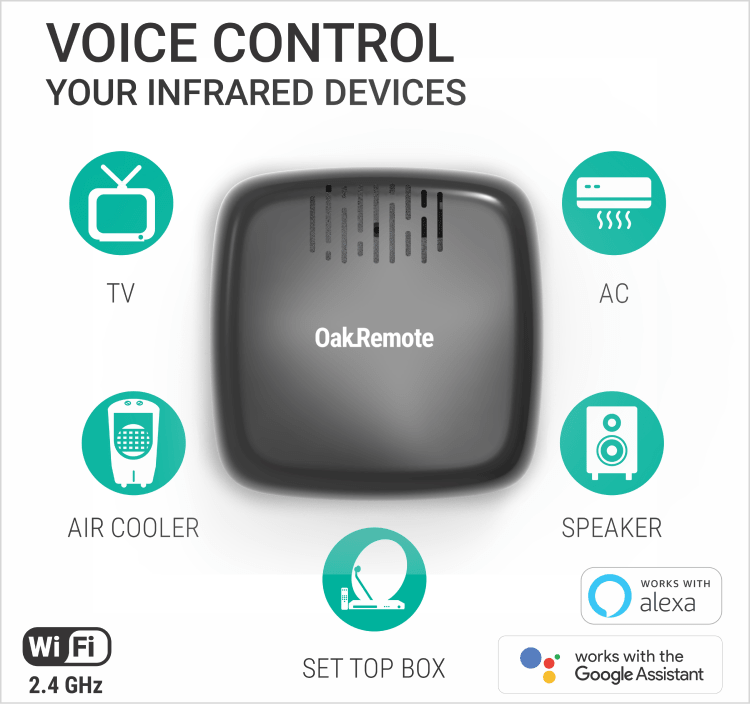 VOICE CONTROL
YOUR INFRARED DEVICES
TV
AC
OakRemote
AIR COOLER
SPEAKER
WORKS WITH
alexa
Wi Fi
2.4 GHz
SET TOP BOX
works with the
Google Assistant